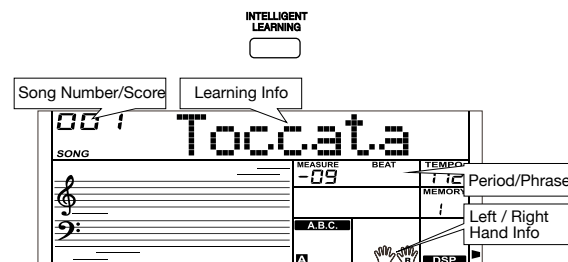 INTELLIGENT
LEARNING
Song Number/Score
Learning Info
001
Toccata
SONG
MEASURE
BEAT
TEMPO
-09
Period/Phrase
MEMORY
1
Left / Right
Hand Info
A.B.C.
A
R
DSP